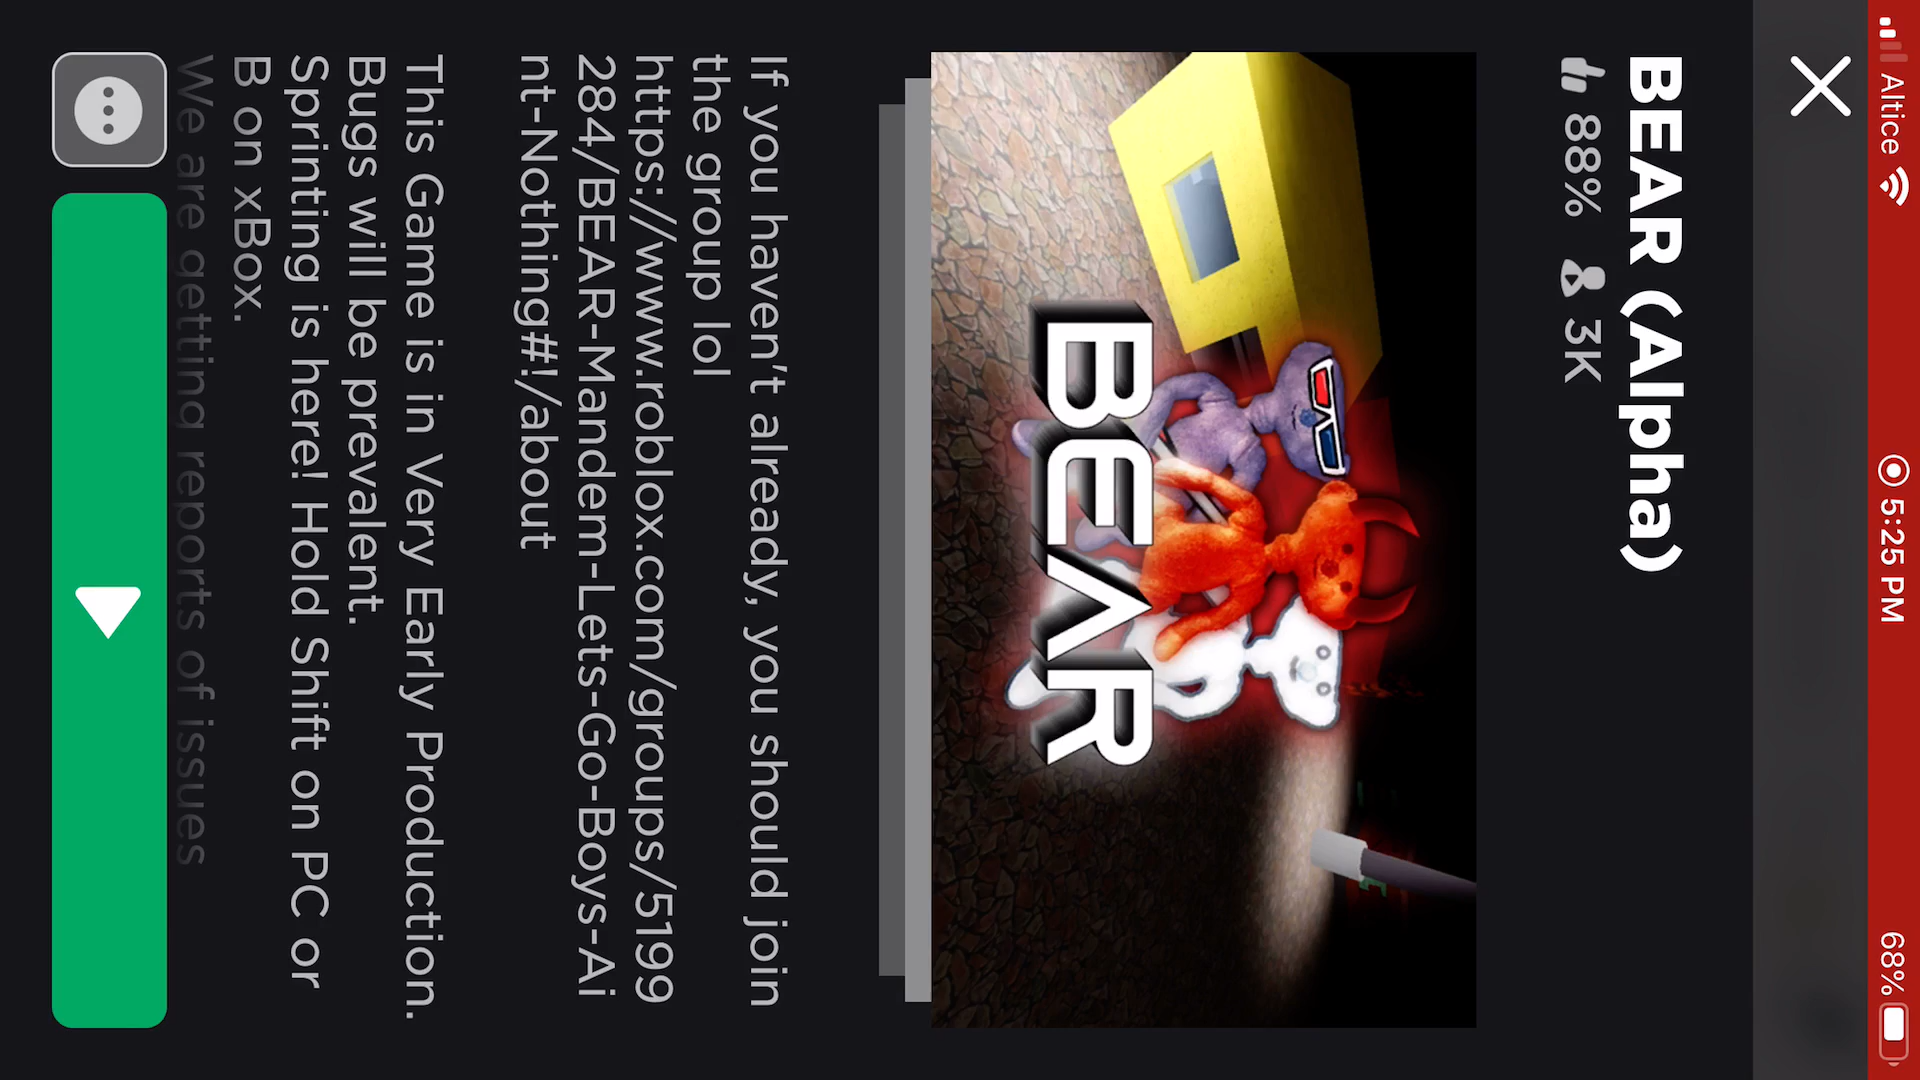 Altice 5:25 PM 68%
BEAR (Alpha)
88% 3K
BEAR
If you haven't already, you should join
the group lol
https://www.roblox.com/groups/5199
284/BEAR-Mandem-Lets-Go-Boys-Ai
nt-Nothing#!/about
This Game is in Very Early Production.
Bugs will be prevalent.
Sprinting is here! Hold Shift on PC or
B on xBox.
We are getting reports of issues